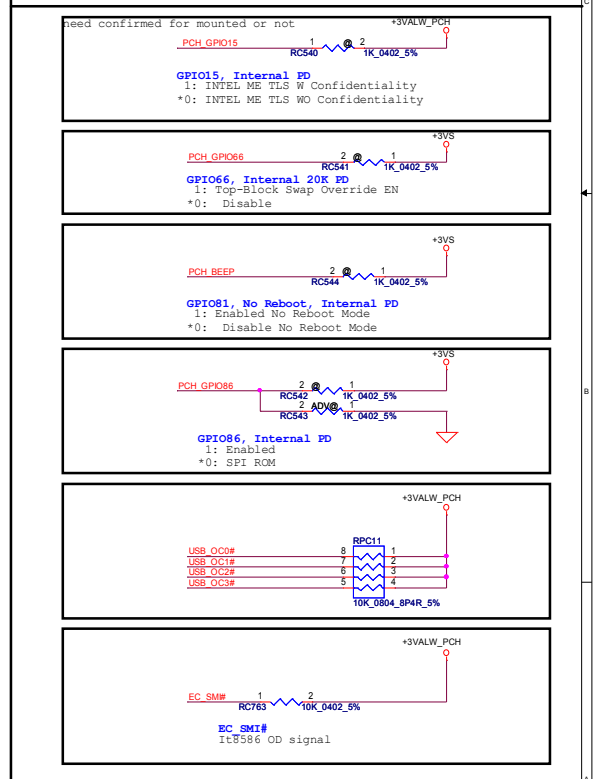 C
need confirmed for mounted or not
+3VALW_PCH
PCH_GPIO15 1 @ 2
RC540 1K_0402_5%
GPIO15, Internal PD
1: INTEL ME TLS W Confidentiality
*0: INTEL ME TLS WO Confidentiality
+3VS
PCH_GPIO66 2 @ 1
RC541 1K_0402_5%
GPIO66, Internal 20K PD
1: Top-Block Swap Override EN
*0: Disable
+3VS
PCH_BEEP 2 @ 1
RC544 1K_0402_5%
GPIO81, No Reboot, Internal PD
1: Enabled No Reboot Mode
*0: Disable No Reboot Mode
+3VS
PCH_GPIO86 2 @ 1
B
RC542 1K_0402_5%
2 ADV@ 1
RC543 1K_0402_5%
GPIO86, Internal PD
1: Enabled
*0: SPI ROM
+3VALW_PCH
RPC11
USB_OC0# 8 1
USB_OC1# 7 2
USB_OC2# 6 3
USB_OC3# 5 4
10K_0804_8P4R_5%
+3VALW_PCH
EC_SMI# 1 2
RC763 10K_0402_5%
EC_SMI#
It8586 OD signal
A